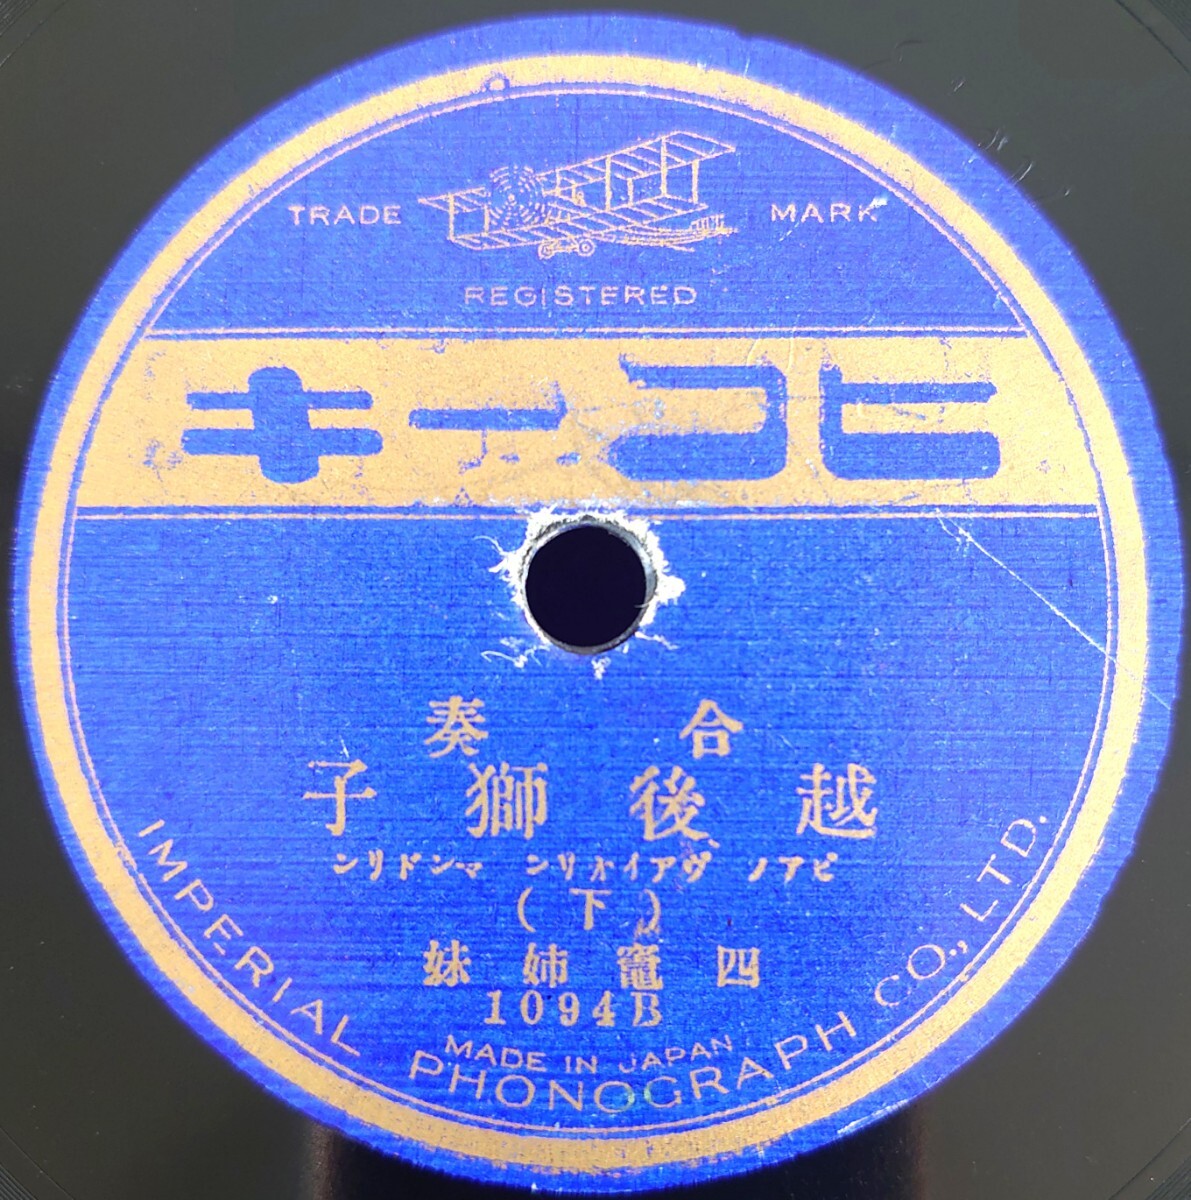 TRADE MARK
REGISTERED
ヒコーキ
合奏
越後獅子
ピアノ ヴアイオリン マンドリン
(下)
四竈姉妹
1094B
MADE IN JAPAN
IMPERIAL PHONOGRAPH CO., LTD.